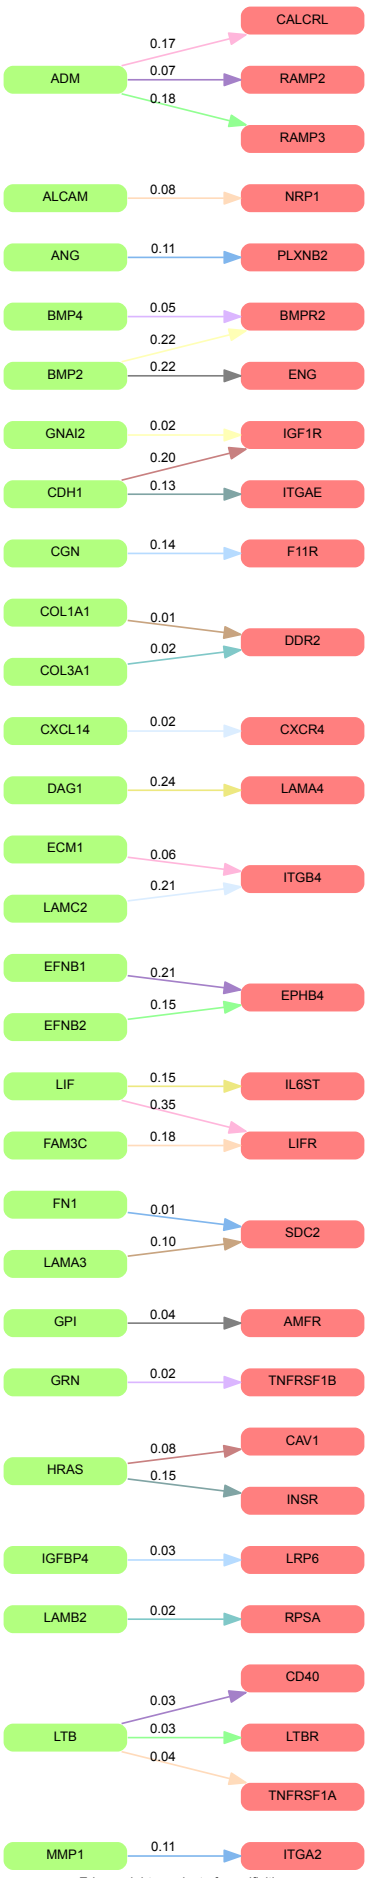 CALCRL
0.17
ADM
0.07
RAMP2
0.18
RAMP3
ALCAM
0.08
NRP1
ANG
0.11
PLXNB2
BMP4
0.05
BMPR2
0.22
BMP2
0.22
ENG
GNAI2
0.02
IGF1R
0.20
CDH1
0.13
ITGAE
CGN
0.14
F11R
COL1A1
0.01
DDR2
0.02
COL3A1
CXCL14
0.02
CXCR4
DAG1
0.24
LAMA4
ECM1
0.06
ITGB4
0.21
LAMC2
EFNB1
0.21
EPHB4
0.15
EFNB2
LIF
0.15
IL6ST
0.35
FAM3C
0.18
LIFR
FN1
0.01
SDC2
0.10
LAMA3
GPI
0.04
AMFR
GRN
0.02
TNFRSF1B
CAV1
0.08
HRAS
0.15
INSR
IGFBP4
0.03
LRP6
LAMB2
0.02
RPSA
CD40
0.03
LTB
0.03
LTBR
0.04
TNFRSF1A
MMP1
0.11
ITGA2